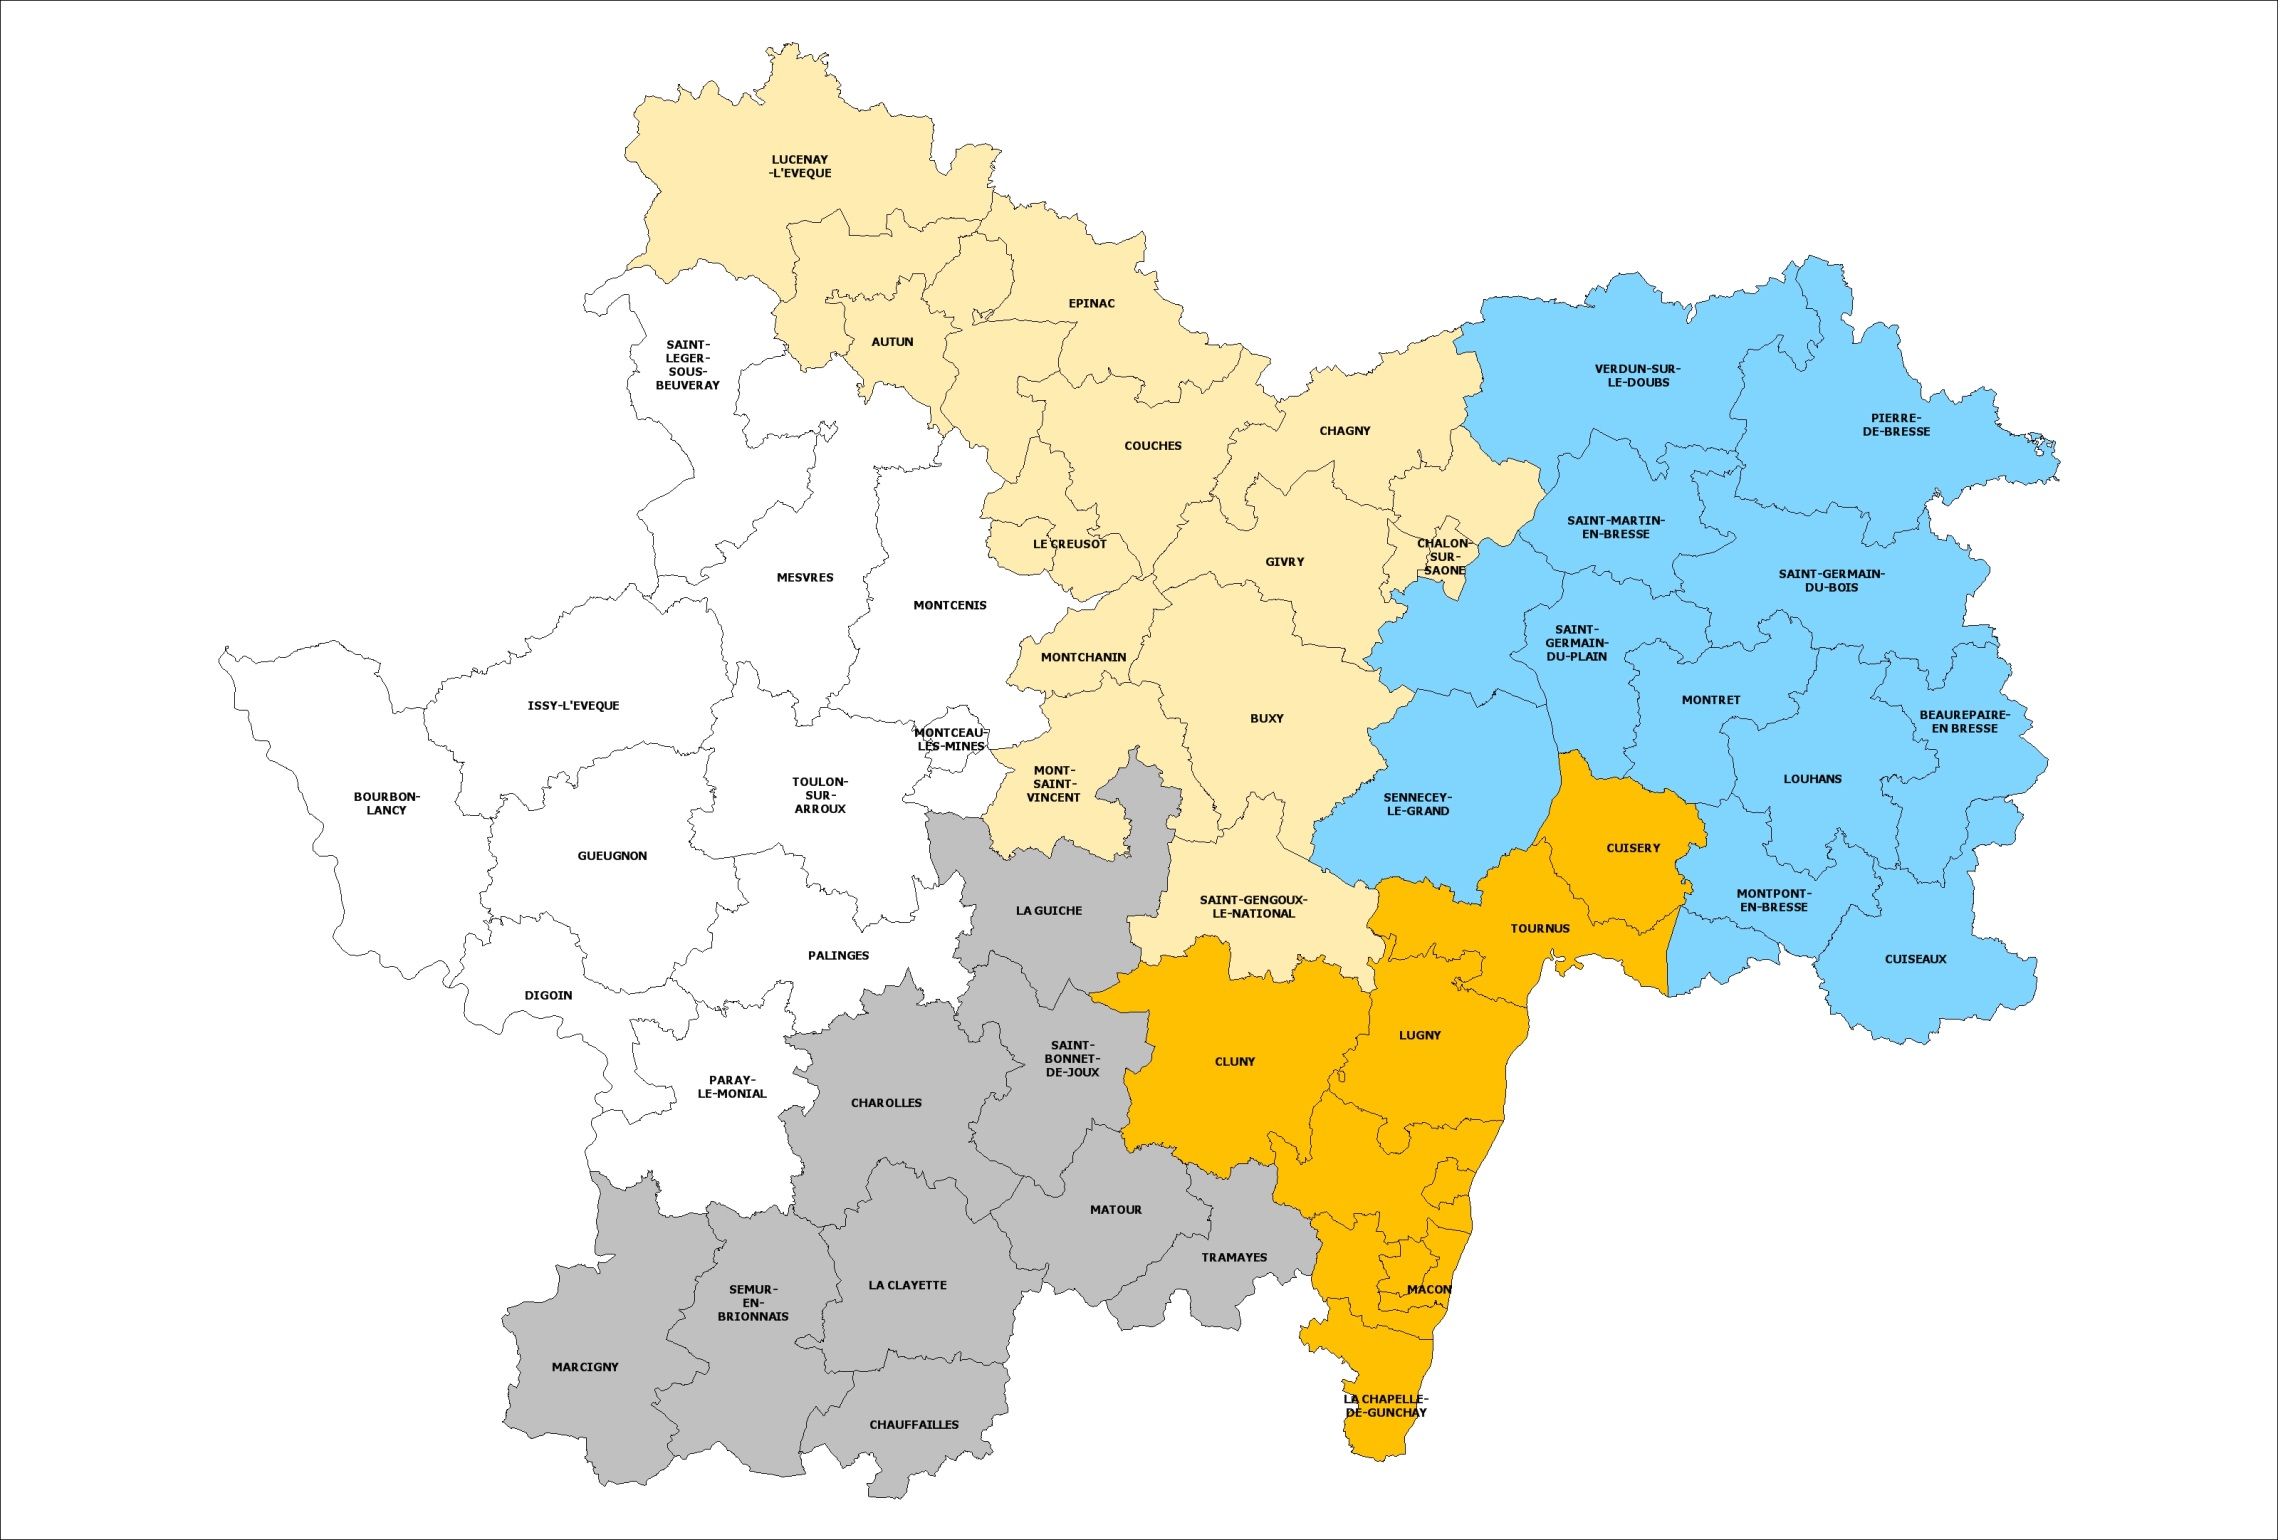 LUCENAY
-L'EVEQUE
EPINAC
AUTUN
SAINT-
LEGER-
SOUS-
BEUVERAY
VERDUN-SUR-
LE-DOUBS
PIERRE-
DE-BRESSE
CHAGNY
COUCHES
SAINT-MARTIN-
EN-BRESSE
LE CREUSOT
CHALON-
SUR-
SAONE
GIVRY
MESVRES
SAINT-GERMAIN-
DU-BOIS
MONTCENIS
SAINT-
GERMAIN-
DU-PLAIN
MONTCHANIN
MONTRET
ISSY-L'EVEQUE
BUXY
BEAUREPAIRE-
EN BRESSE
MONTCEAU-
LES-MINES
MONT-
SAINT-
VINCENT
LOUHANS
TOULON-
SUR-
ARROUX
BOURBON-
LANCY
SENNECEY-
LE-GRAND
GUEUGNON
CUISERY
MONTPONT-
EN-BRESSE
SAINT-GENGOUX-
LE-NATIONAL
LA GUICHE
TOURNUS
PALINGES
CUISEAUX
DIGOIN
LUGNY
SAINT-
BONNET-
DE-JOUX
CLUNY
PARAY-
LE-MONIAL
CHAROLLES
MATOUR
TRAMAYES
LA CLAYETTE
SEMUR-
EN-
BRIONNAIS
MACON
MARCIGNY
LA CHAPELLE-
DE-GUNCHAY
CHAUFFAILLES